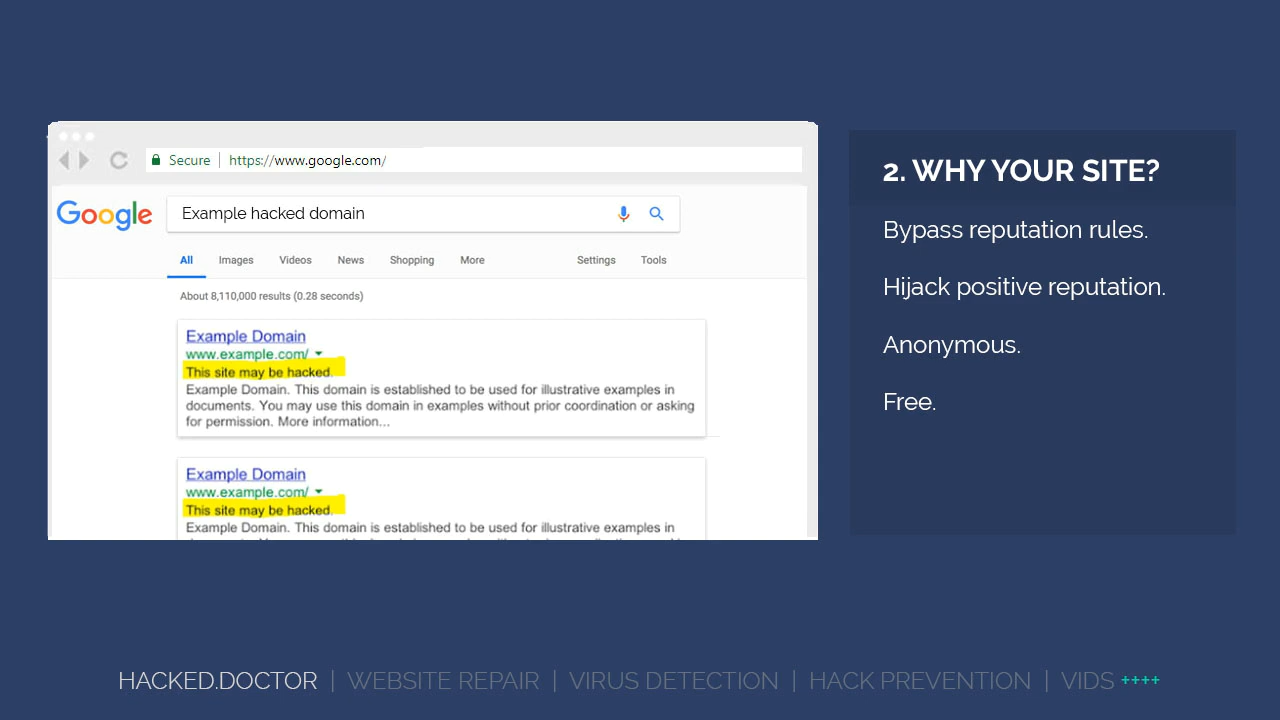 Secure | https://www.google.com/
Google
Example hacked domain
All Images Videos News Shopping More Settings Tools
About 8,110,000 results (0.28 seconds)
Example Domain
www.example.com/
This site may be hacked.
Example Domain. This domain is established to be used for illustrative examples in
documents. You may use this domain in examples without prior coordination or asking
for permission. More information...
Example Domain
www.example.com/
This site may be hacked.
Example Domain. This domain is established to be used for illustrative examples in
2. WHY YOUR SITE?
Bypass reputation rules.
Hijack positive reputation.
Anonymous.
Free.
HACKED.DOCTOR | WEBSITE REPAIR | VIRUS DETECTION | HACK PREVENTION | VIDS ++++